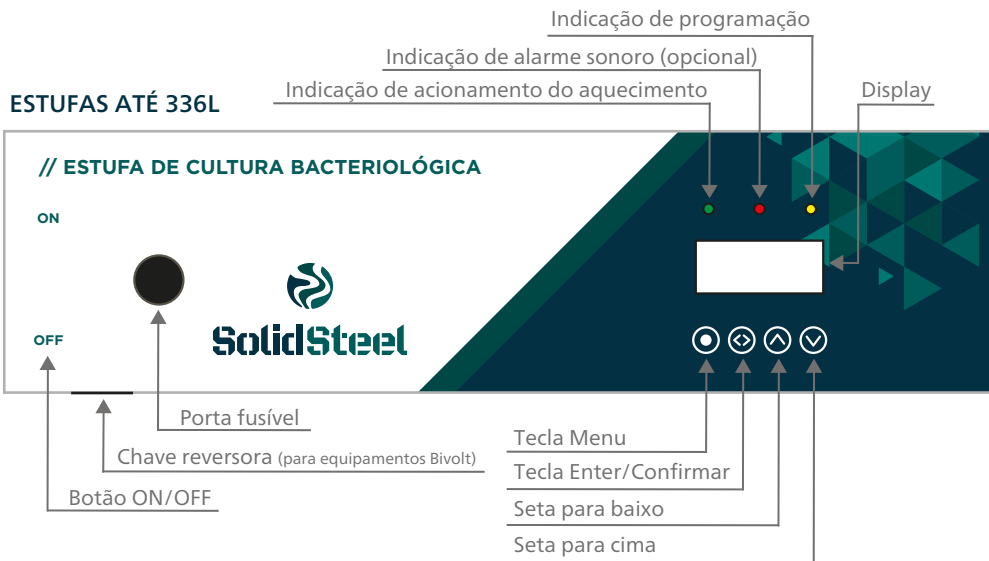 Indicação de programação
Indicação de alarme sonoro (opcional)
Indicação de acionamento do aquecimento
Display
ESTUFAS ATÉ 336L
// ESTUFA DE CULTURA BACTERIOLÓGICA
ON
OFF
SolidSteel
Porta fusível
Chave reversora (para equipamentos Bivolt)
Botão ON/OFF
Tecla Menu
Tecla Enter/Confirmar
Seta para baixo
Seta para cima